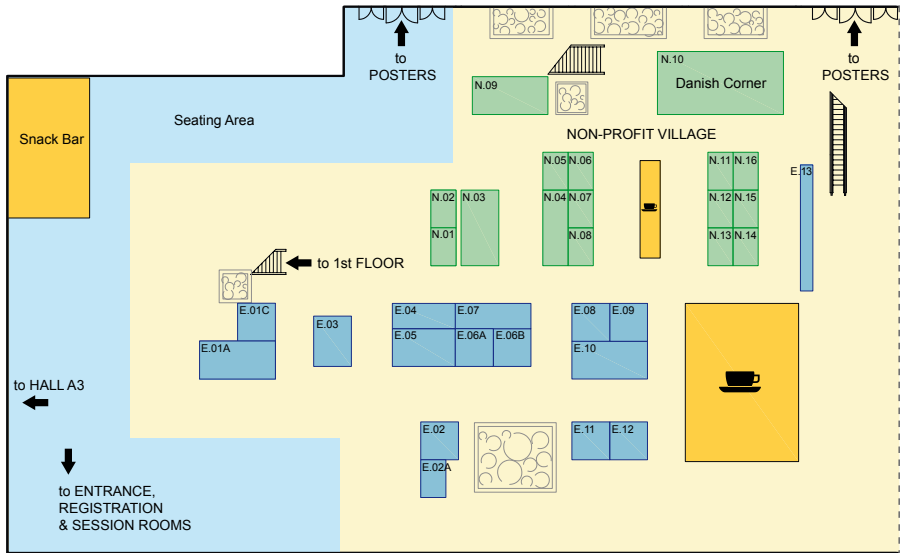 to
POSTERS
to
POSTERS
N.10
Danish Corner
N.09
Seating Area
Snack Bar
NON-PROFIT VILLAGE
N.05 N.06
N.11 N.16
E.13
N.02 N.03
N.04 N.07
N.12 N.15
N.01
N.08
N.13 N.14
to 1st FLOOR
E.01C
E.03
E.04 E.07
E.08 E.09
E.01A
E.05 E.06A E.06B
E.10
to HALL A3
E.02
E.11 E.12
E.02A
to ENTRANCE,
REGISTRATION
& SESSION ROOMS